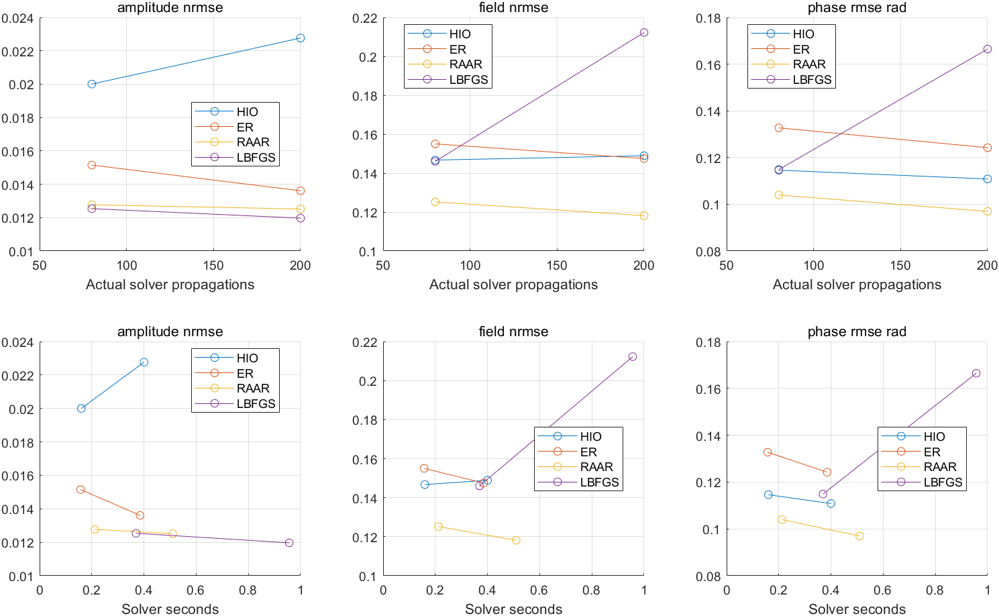 amplitude nrmse
0.024
0.022
0.02
0.018
0.016
0.014
0.012
0.01
HIO
ER
RAAR
LBFGS
50
100
150
200
Actual solver propagations
field nrmse
0.22
0.2
0.18
0.16
0.14
0.12
0.1
HIO
ER
RAAR
LBFGS
50
100
150
200
Actual solver propagations
phase rmse rad
0.18
0.16
0.14
0.12
0.1
0.08
HIO
ER
RAAR
LBFGS
50
100
150
200
Actual solver propagations
amplitude nrmse
0.024
0.022
0.02
0.018
0.016
0.014
0.012
0.01
HIO
ER
RAAR
LBFGS
0
0.2
0.4
0.6
0.8
1
Solver seconds
field nrmse
0.22
0.2
0.18
0.16
0.14
0.12
0.1
HIO
ER
RAAR
LBFGS
0
0.2
0.4
0.6
0.8
1
Solver seconds
phase rmse rad
0.18
0.16
0.14
0.12
0.1
0.08
HIO
ER
RAAR
LBFGS
0
0.2
0.4
0.6
0.8
1
Solver seconds